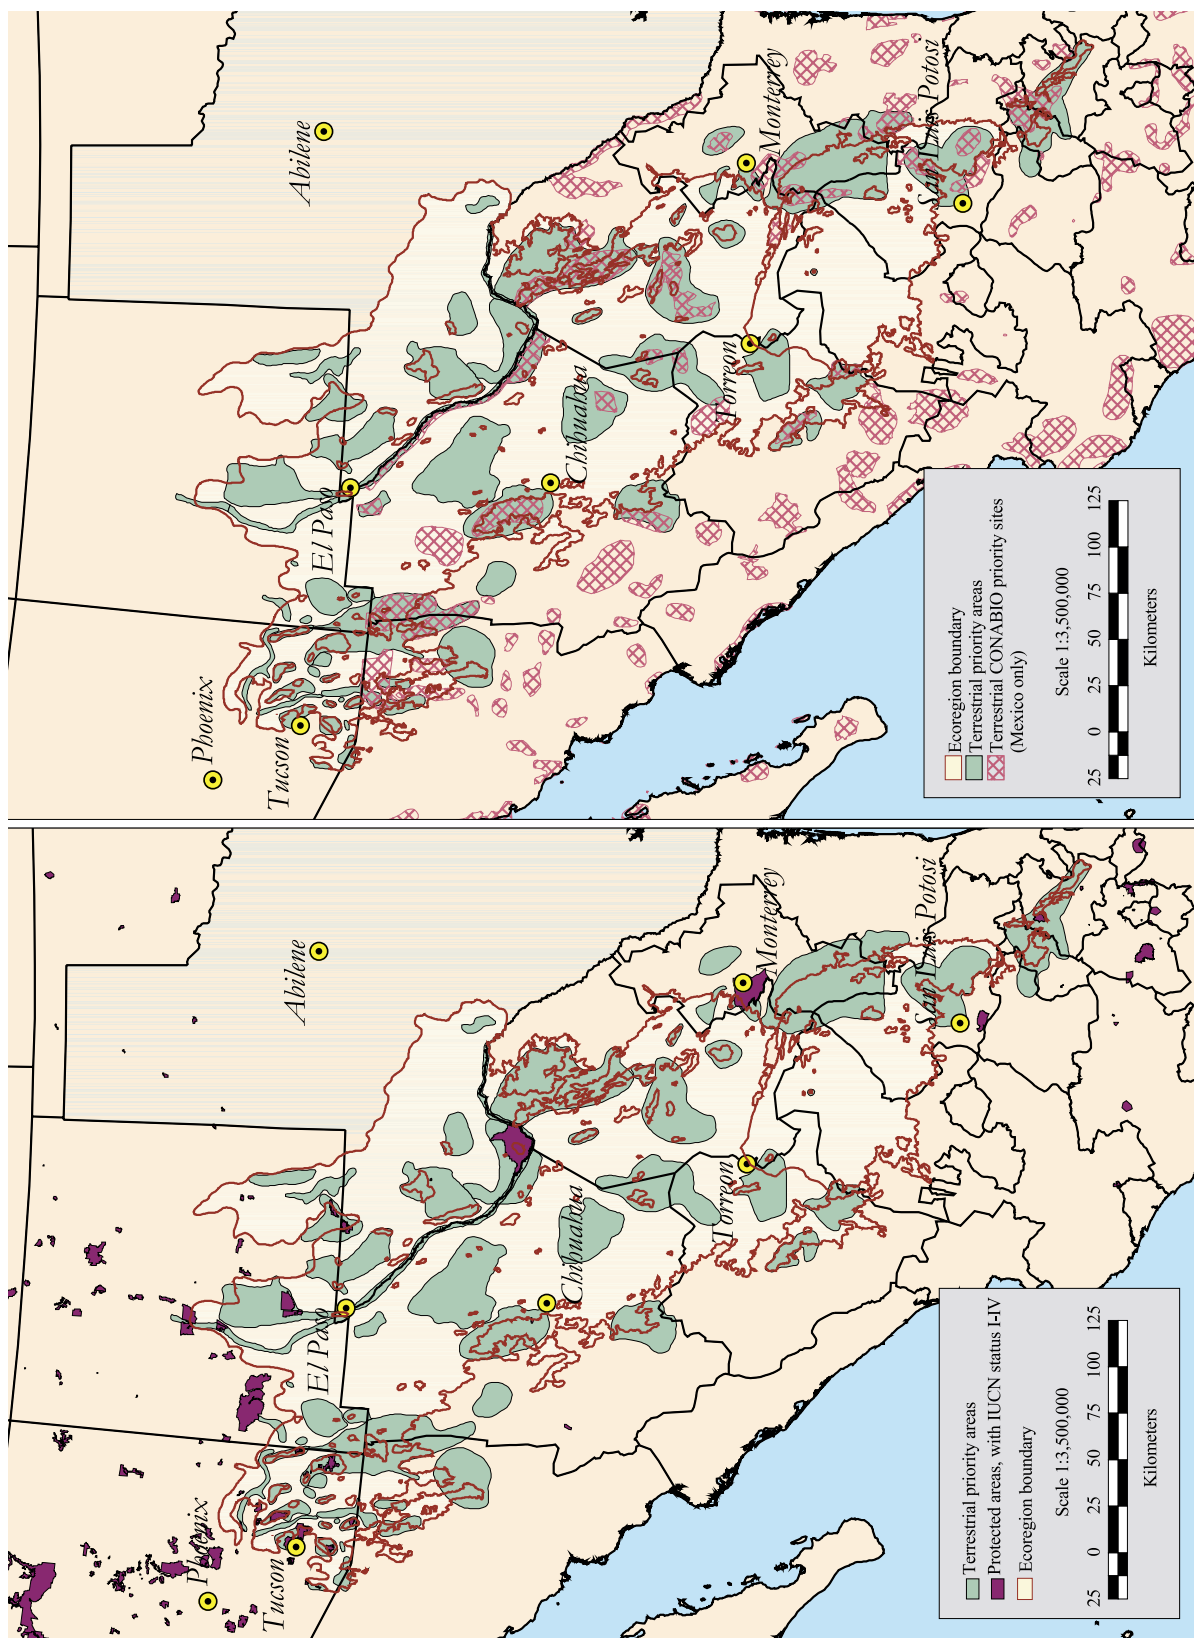 Abilene
Phoenix
El Paso
Tucson
Monterrey
Chihuahua
Torreon
San Luis Potosi
Ecoregion boundary
Terrestrial priority areas
Terrestrial CONABIO priority sites
(Mexico only)
Scale 1:3,500,000
25 0 25 50 75 100 125
Kilometers
Abilene
Phoenix
El Paso
Tucson
Monterrey
Chihuahua
Torreon
San Luis Potosi
Terrestrial priority areas
Protected areas, with IUCN status I-IV
Ecoregion boundary
Scale 1:3,500,000
25 0 25 50 75 100 125
Kilometers